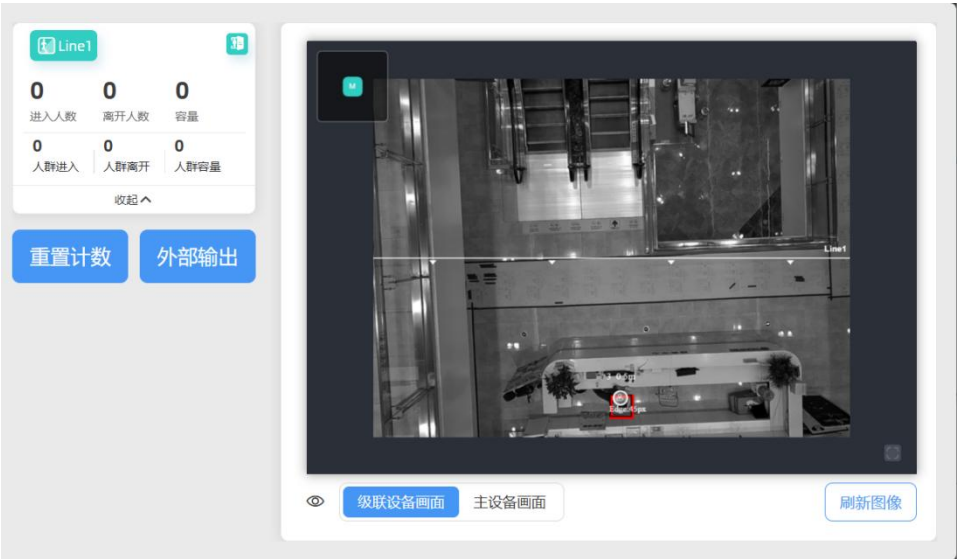 Line1
0 0 0
进入人数 离开人数 容量
0 0 0
人群进入 人群离开 人群容量
收起
重置计数 外部输出
M
Line1
Edge:45px
级联设备画面 主设备画面 刷新图像